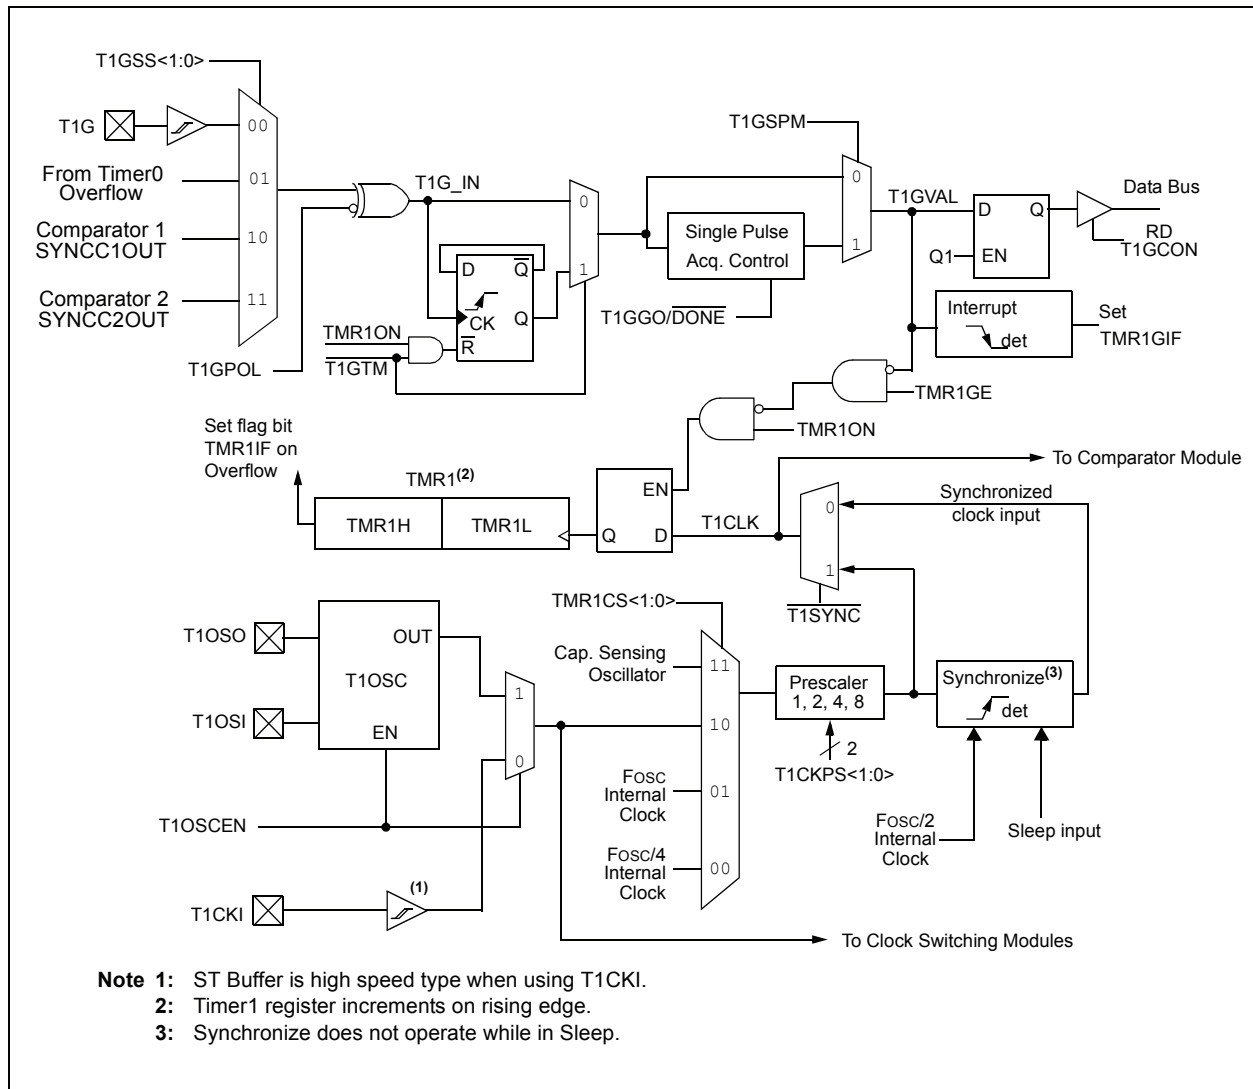 T1GSS<1:0>
T1G
00
From Timer0
Overflow
01
Comparator 1
SYNCC1OUT
10
Comparator 2
SYNCC2OUT
11
T1GPOL
T1G_IN
D
Q̅
CK
Q
R̅
TMR1ON
T1GTM
0
1
Single Pulse
Acq. Control
T1GGO/D̅O̅N̅E̅
T1GSPM
0
1
T1GVAL
D
Q
Q1
EN
Data Bus
RD
T1GCON
Interrupt
det
Set
TMR1GIF
TMR1GE
TMR1ON
Set flag bit
TMR1IF on
Overflow
TMR1(2)
TMR1H
TMR1L
EN
Q
D
T1CLK
To Comparator Module
Synchronized
clock input
0
1
T̅1̅S̅Y̅N̅C̅
T1OSO
T1OSI
OUT
T1OSC
EN
1
0
T1OSCEN
T1CKI
(1)
TMR1CS<1:0>
Cap. Sensing
Oscillator
11
10
FOSC
Internal
Clock
01
FOSC/4
Internal
Clock
00
Prescaler
1, 2, 4, 8
2
T1CKPS<1:0>
Synchronize(3)
det
FOSC/2
Internal
Clock
Sleep input
To Clock Switching Modules
Note 1: ST Buffer is high speed type when using T1CKI.
2: Timer1 register increments on rising edge.
3: Synchronize does not operate while in Sleep.